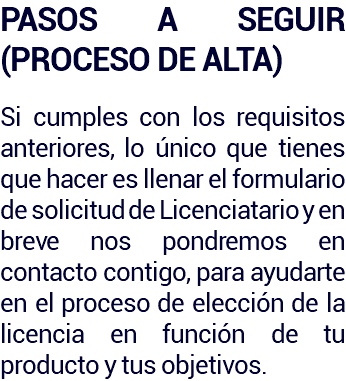 PASOS A SEGUIR
(PROCESO DE ALTA)
Si cumples con los requisitos
anteriores, lo único que tienes
que hacer es llenar el formulario
de solicitud de Licenciatario y en
breve nos pondremos en
contacto contigo, para ayudarte
en el proceso de elección de la
licencia en función de tu
producto y tus objetivos.